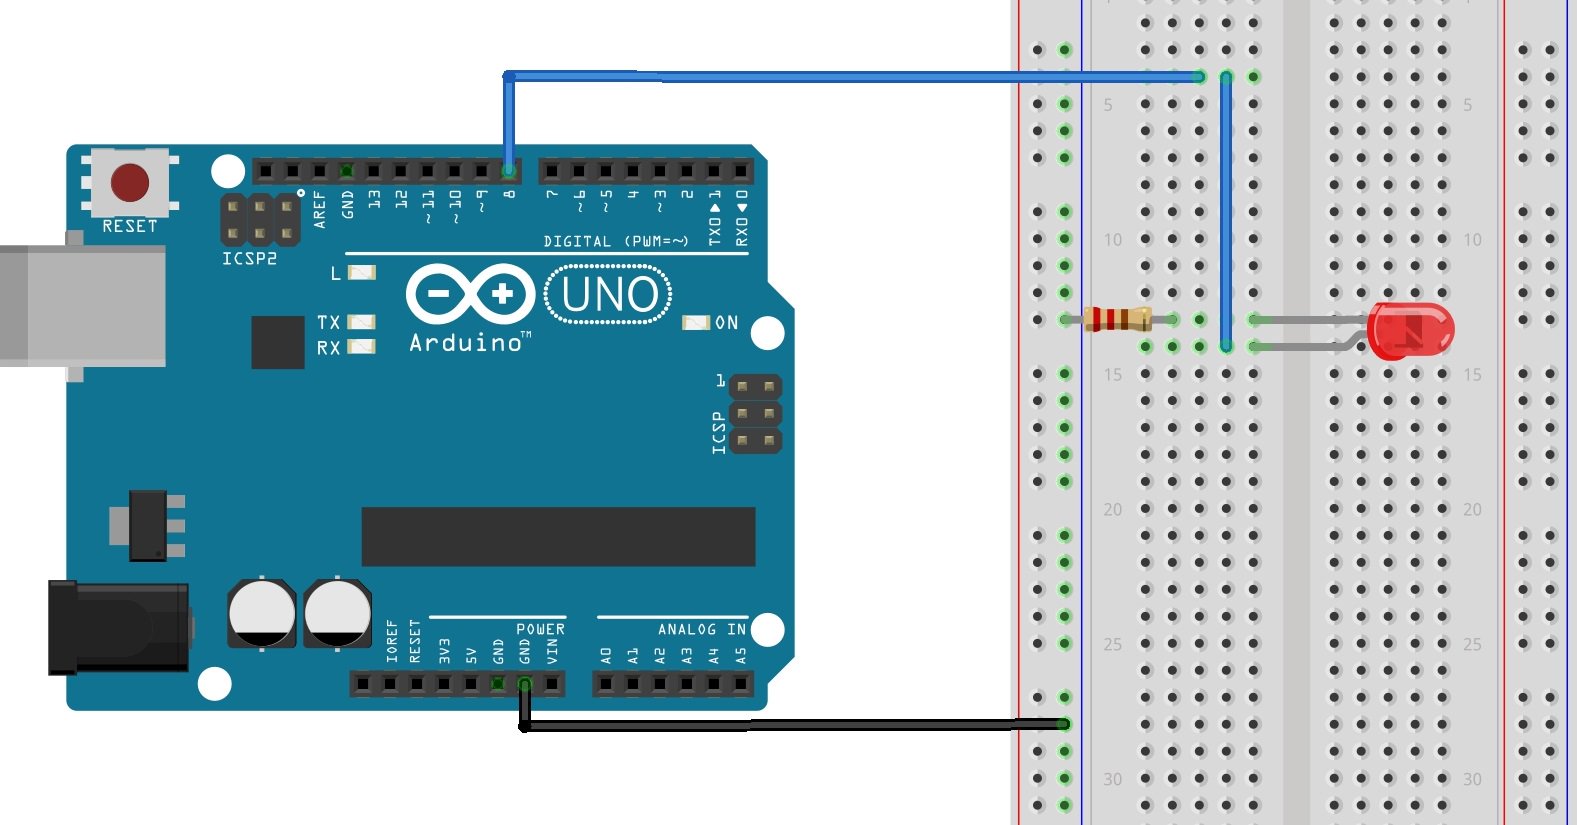 5
5
RESET
ICSP2
AREF
GND
13
12
~11
~10
~9
8
7
~6
~5
4
~3
2
TX0▶1
RX0◀0
DIGITAL (PWM=~)
10
10
L
TX
RX
UNO
Arduino™
ON
1
ICSP
15
15
20
20
IOREF
RESET
3V3
5V
GND
GND
VIN
POWER
A0
A1
A2
A3
A4
A5
ANALOG IN
25
25
30
30